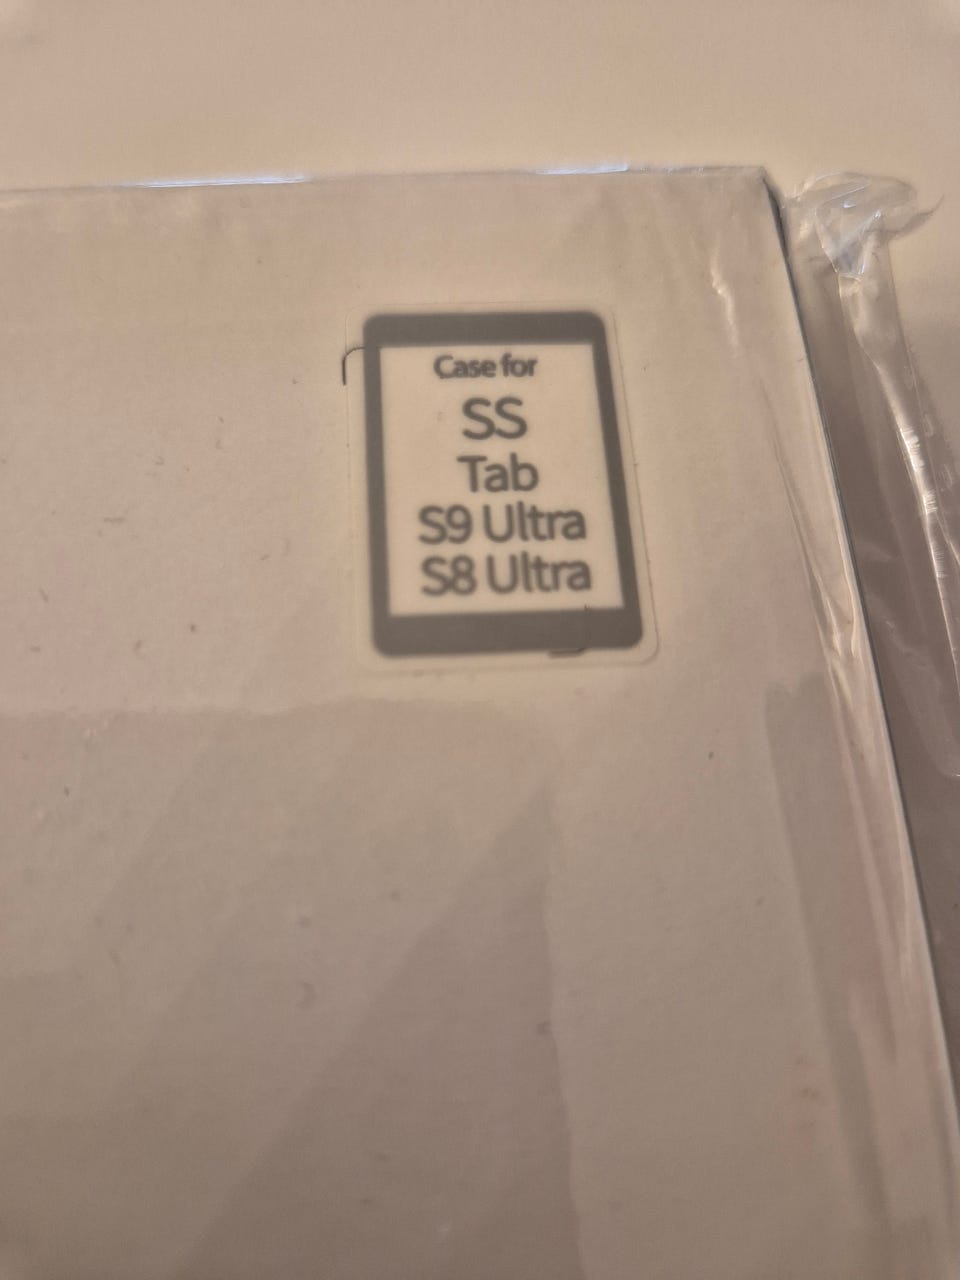 Case for
SS
Tab
S9 Ultra
S8 Ultra